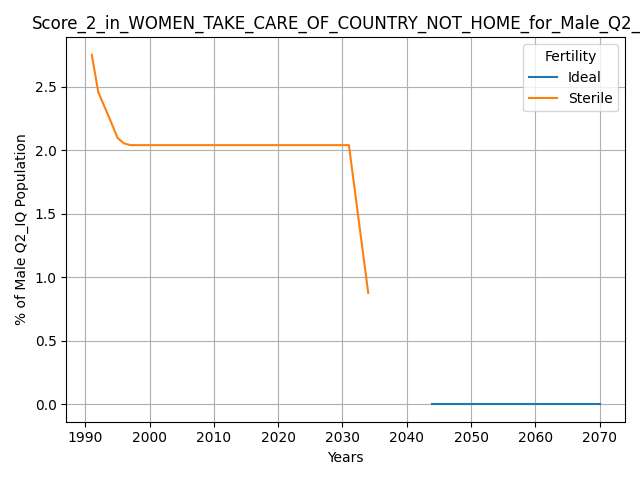 Score_2_in_WOMEN_TAKE_CARE_OF_COUNTRY_NOT_HOME_for_Male_Q2_
Fertility
Ideal
Sterile
% of Male Q2_IQ Population
2.5
2.0
1.5
1.0
0.5
0.0
1990 2000 2010 2020 2030 2040 2050 2060 2070
Years